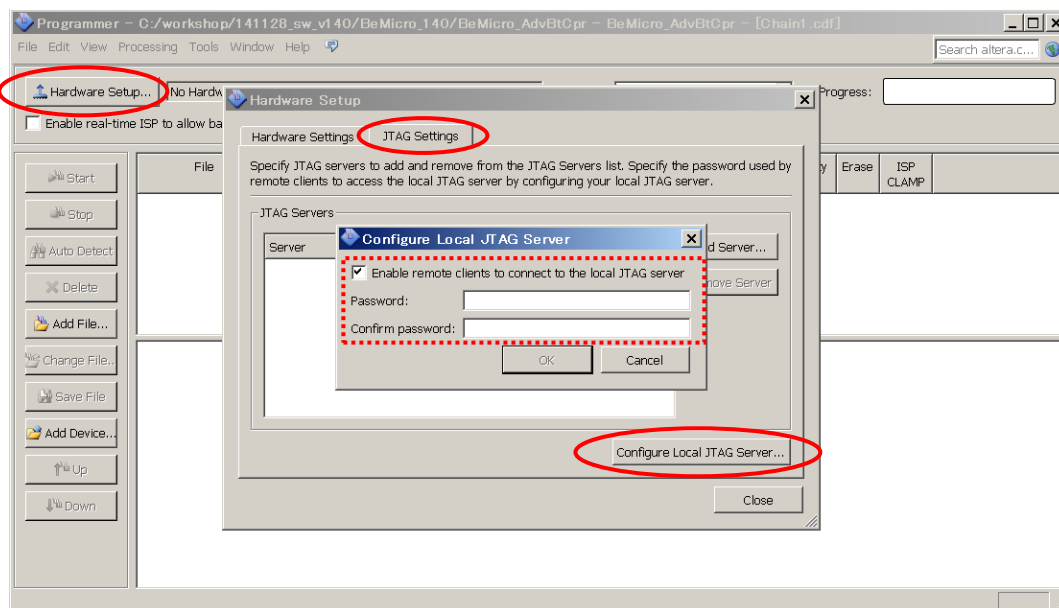 Programmer - C:/workshop/141128_sw_v140/BeMicro_140/BeMicro_AdvBtCpr - BeMicro_AdvBtCpr - [Chain1.cdf]
File Edit View Processing Tools Window Help
Search altera.c...
Hardware Setup... No Hardw
Progress:
Enable real-time ISP to allow ba
Hardware Setup
Hardware Settings JTAG Settings
Specify JTAG servers to add and remove from the JTAG Servers list. Specify the password used by
remote clients to access the local JTAG server by configuring your local JTAG server.
JTAG Servers
Server
d Server...
move Server
Configure Local JTAG Server
Enable remote clients to connect to the local JTAG server
Password:
Confirm password:
OK Cancel
Configure Local JTAG Server...
Close
File
Erase ISP
CLAMP
Start
Stop
Auto Detect
Delete
Add File...
Change File..
Save File
Add Device..
Up
Down